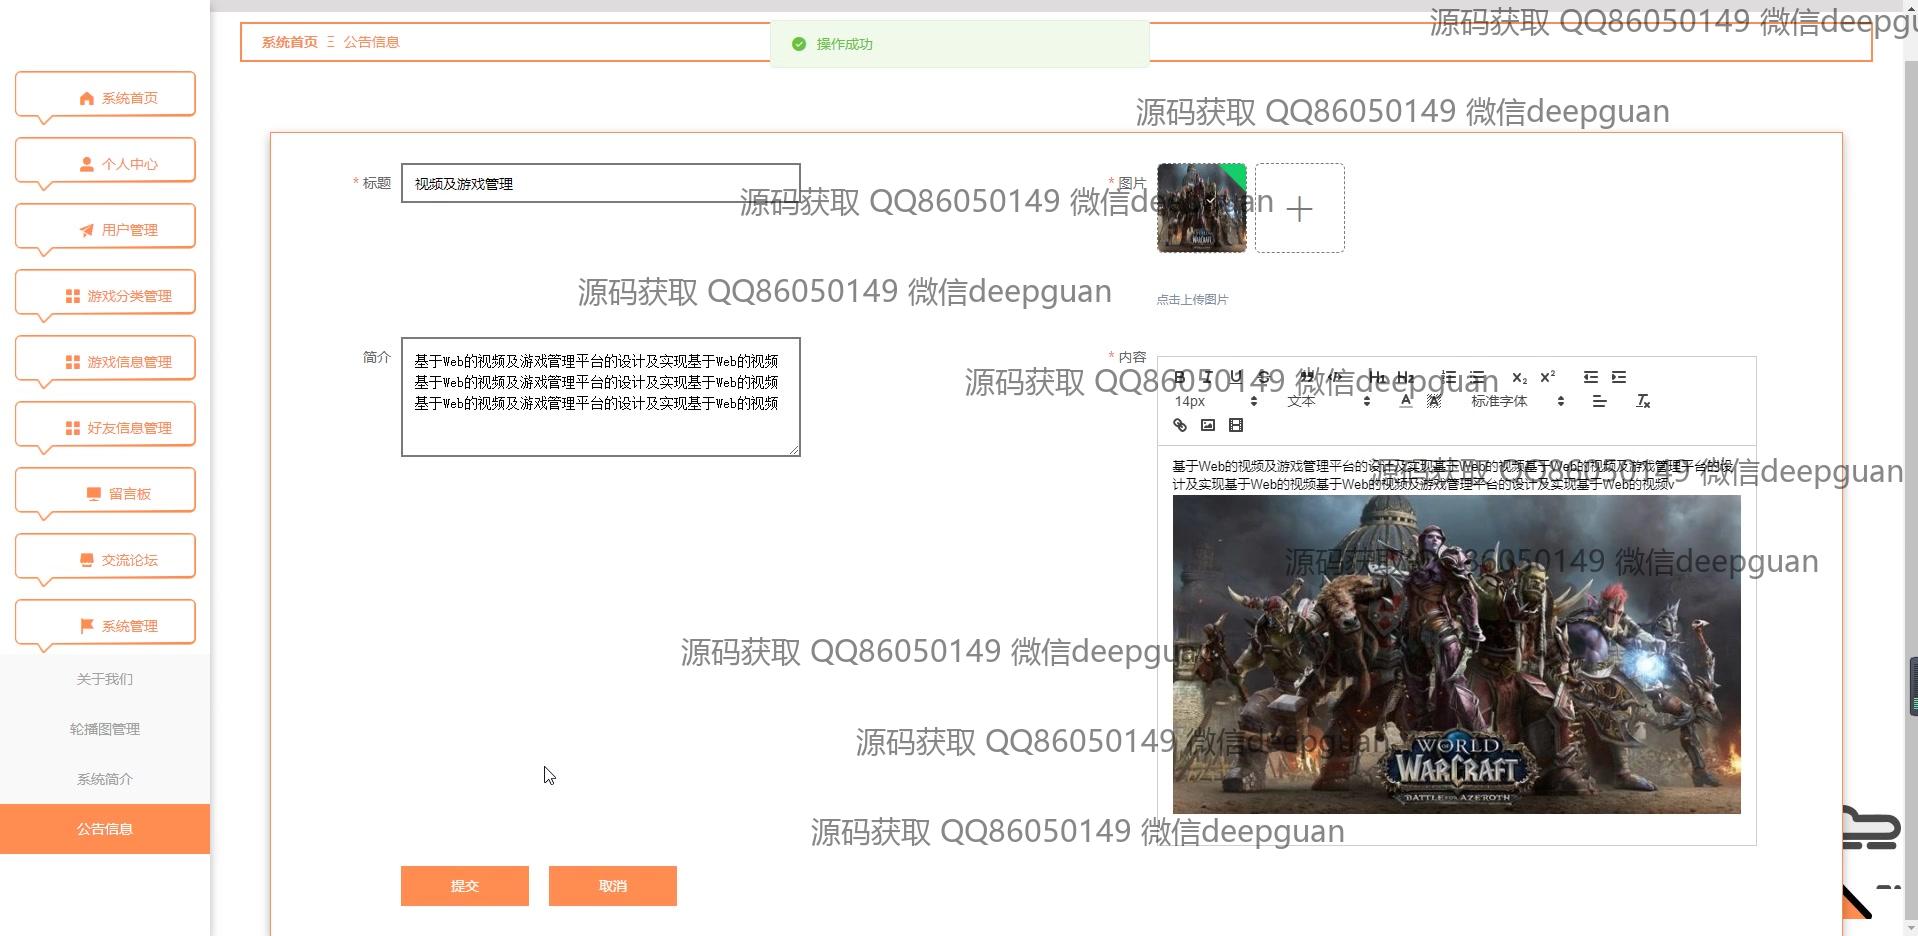 系统首页 Ξ 公告信息
操作成功
源码获取 QQ86050149 微信deepgu
系统首页
个人中心
用户管理
游戏分类管理
游戏信息管理
好友信息管理
留言板
交流论坛
系统管理
关于我们
轮播图管理
系统简介
公告信息
源码获取 QQ86050149 微信deepguan
* 标题
视频及游戏管理
* 图片
源码获取 QQ86050149 微信deepguan
源码获取 QQ86050149 微信deepguan
点击上传图片
简介
基于Web的视频及游戏管理平台的设计及实现基于Web的视频
基于Web的视频及游戏管理平台的设计及实现基于Web的视频
基于Web的视频及游戏管理平台的设计及实现基于Web的视频
* 内容
源码获取 QQ86050149 微信deepguan
14px 文本 标准字体
基于Web的视频及游戏管理平台的设计及实现基于Web的视频基于Web的视频及游戏管理平台的设
计及实现基于Web的视频基于Web的视频及游戏管理平台的设计及实现基于Web的视频v
源码获取 QQ86050149 微信deepguan
源码获取 QQ86050149 微信deepguan
源码获取 QQ86050149 微信deepguan
源码获取 QQ86050149 微信deepguan
WORLD
WARCRAFT
BATTLE FOR AZEROTH
源码获取 QQ86050149 微信deepguan
提交
取消